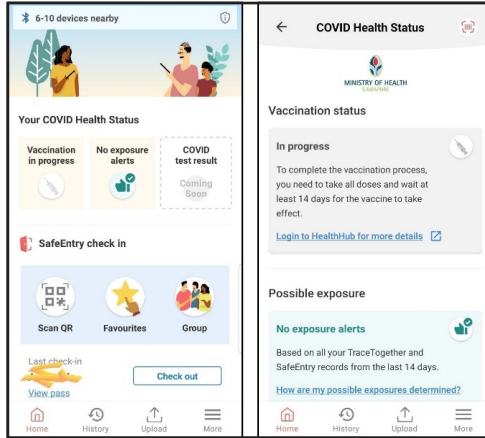 6-10 devices nearby
Your COVID Health Status
Vaccination
in progress
No exposure
alerts
COVID
test result
Coming
Soon
SafeEntry check in
Scan QR
Favourites
Group
Last check-in
Check out
View pass
Home
History
Upload
More
COVID Health Status
MINISTRY OF HEALTH
SINGAPORE
Vaccination status
In progress
To complete the vaccination process,
you need to take all doses and wait at
least 14 days for the vaccine to take
effect.
Login to HealthHub for more details
Possible exposure
No exposure alerts
Based on all your TraceTogether and
SafeEntry records from the last 14 days.
How are my possible exposures determined?
Home
History
Upload
More